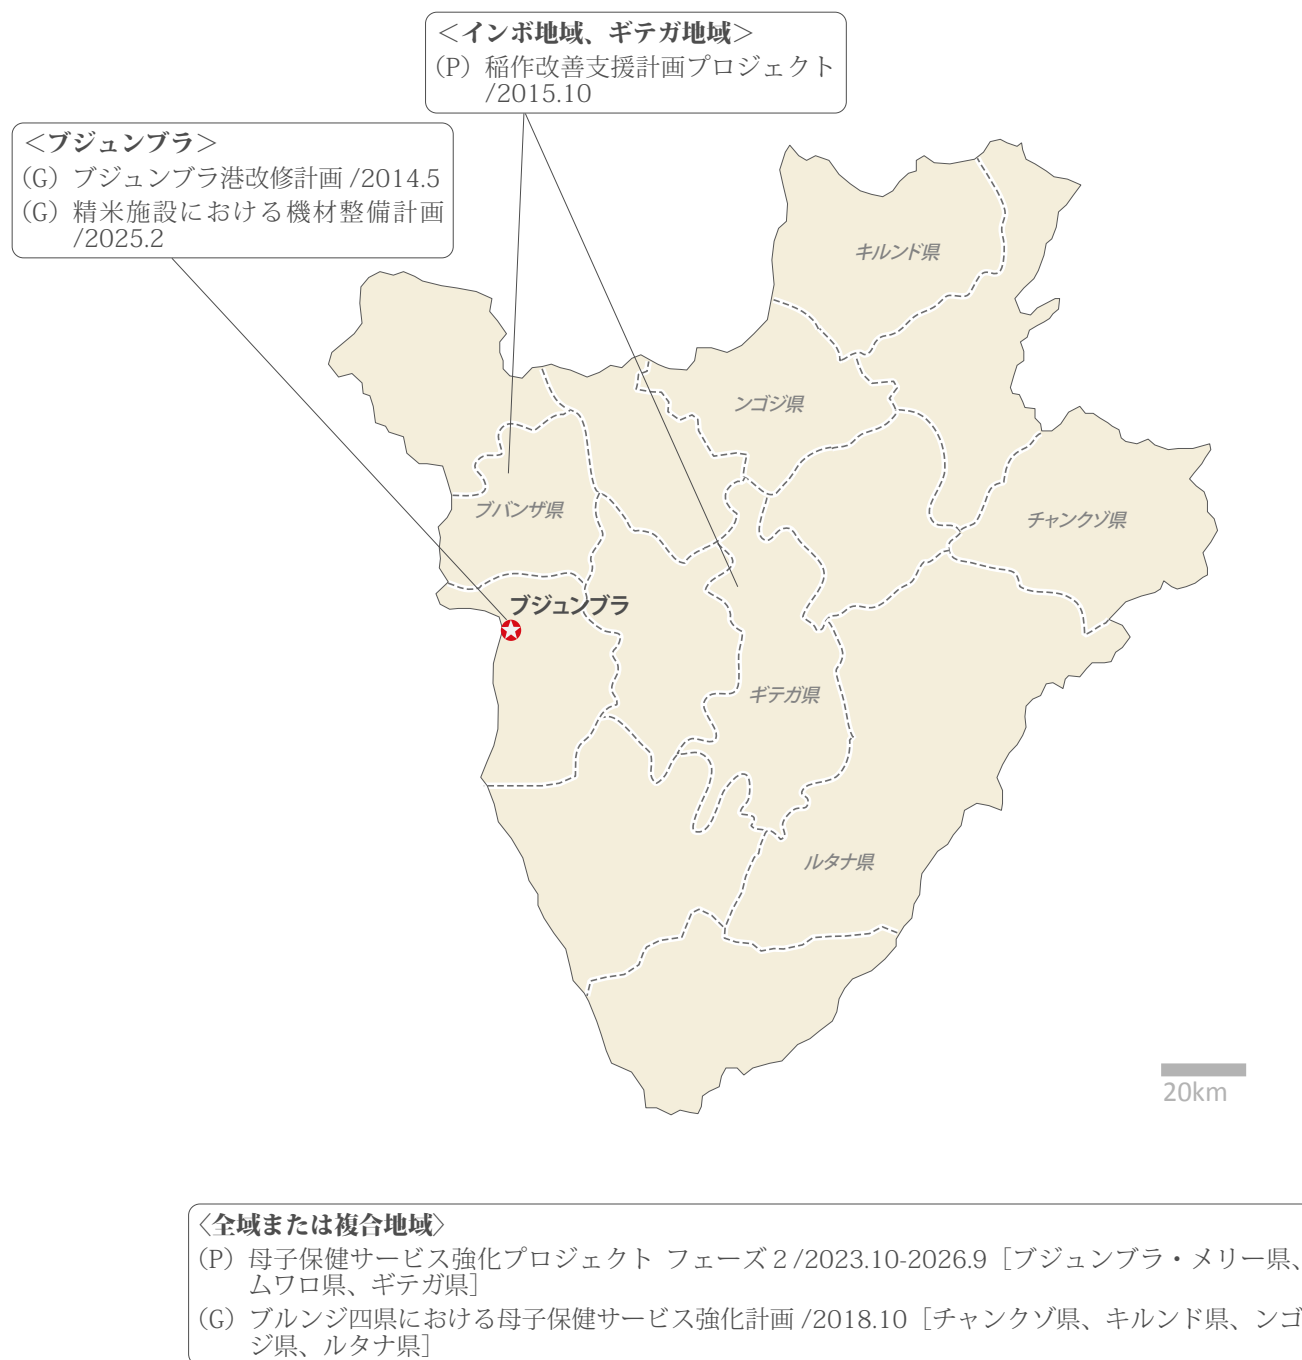 ＜インボ地域、ギテガ地域＞
（P）稲作改善支援計画プロジェクト
/2015.10
＜ブジュンブラ＞
（G）ブジュンブラ港改修計画 /2014.5
（G）精米施設における機材整備計画
/2025.2
キルンド県
ンゴジ県
ブバンザ県
チャンクゾ県
ブジュンブラ
ギテガ県
ルタナ県
20km
〈全域または複合地域〉
（P）母子保健サービス強化プロジェクト フェーズ 2 /2023.10-2026.9［ブジュンブラ・メリー県、
ムワロ県、ギテガ県］
（G）ブルンジ四県における母子保健サービス強化計画 /2018.10［チャンクゾ県、キルンド県、ンゴ
ジ県、ルタナ県］